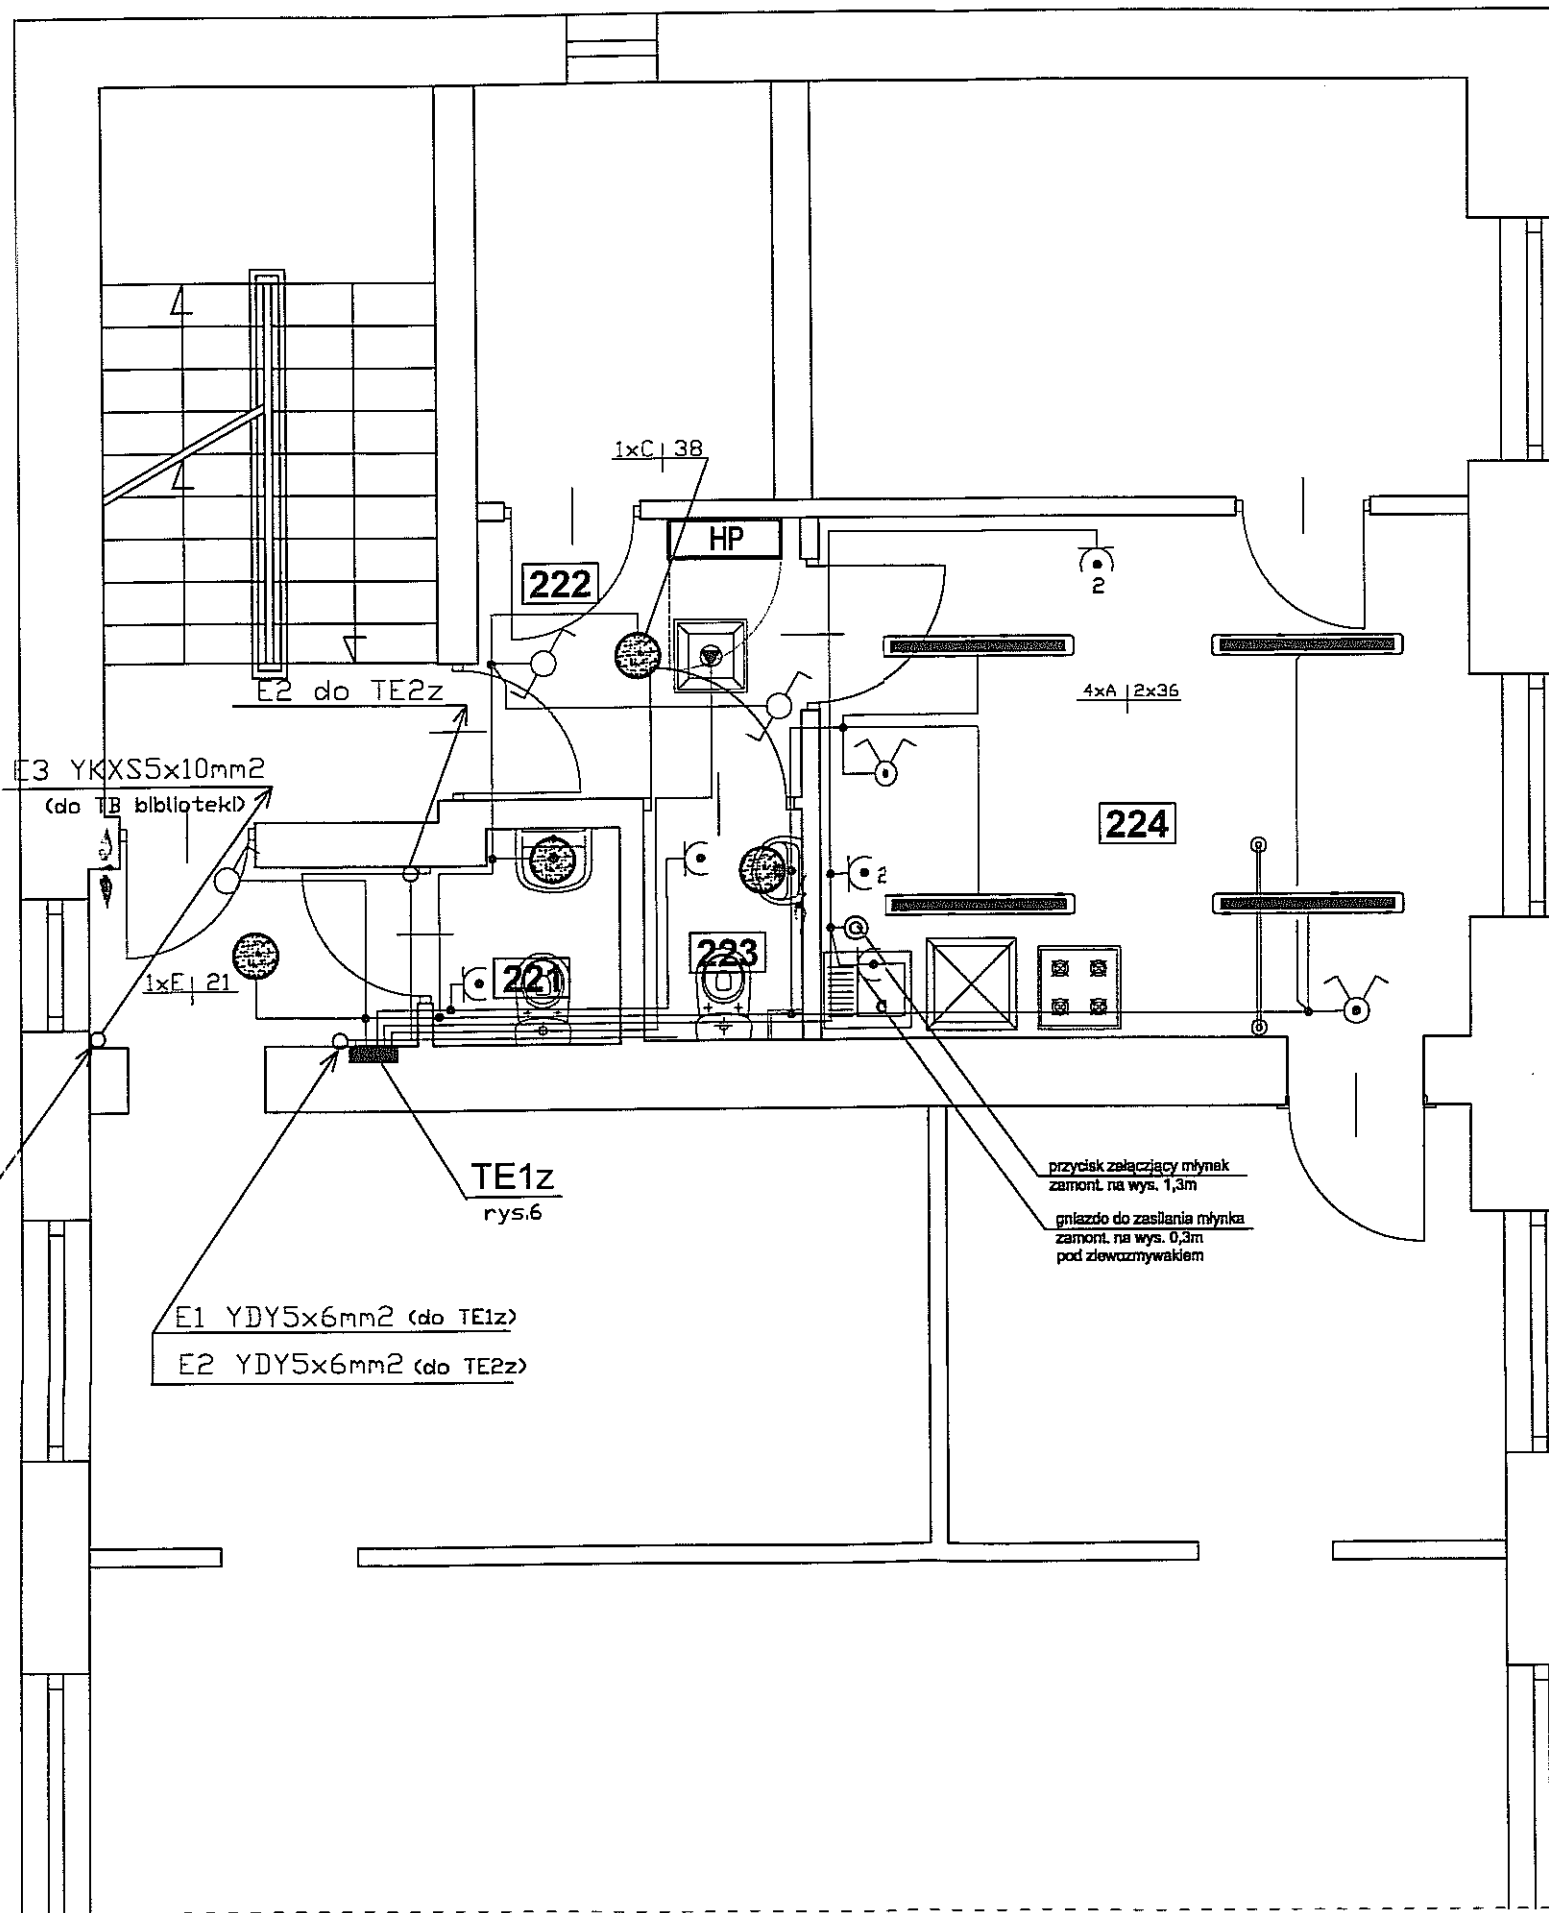 1xC 38
HP
222
2
E2 do TE2z
4xA 2x36
E3 YKXS5x10mm2
(do TB biblioteki)
224
2
223
221
1xE 21
TE1z
rys.6
przycisk załączjący młynek
zamont. na wys. 1,3m
gniazdo do zasilania młynka
zamont. na wys. 0,3m
pod zlewozmywakiem
E1 YDY5x6mm2 (do TE1z)
E2 YDY5x6mm2 (do TE2z)